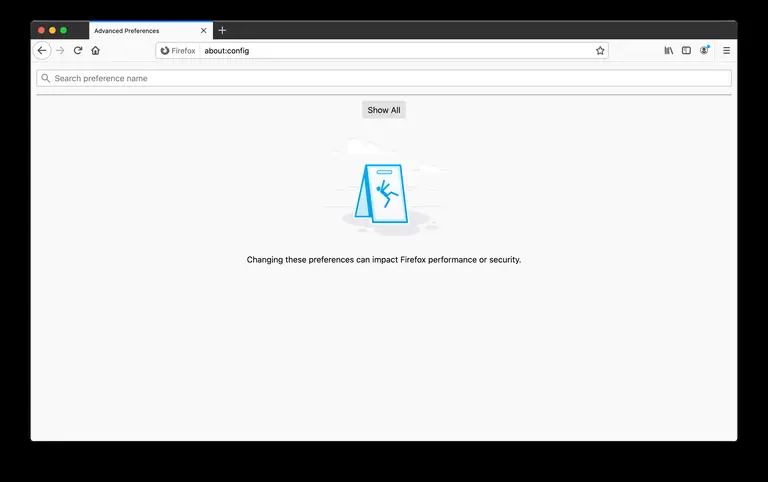 Advanced Preferences
Firefox about:config
Search preference name
Show All
Changing these preferences can impact Firefox performance or security.